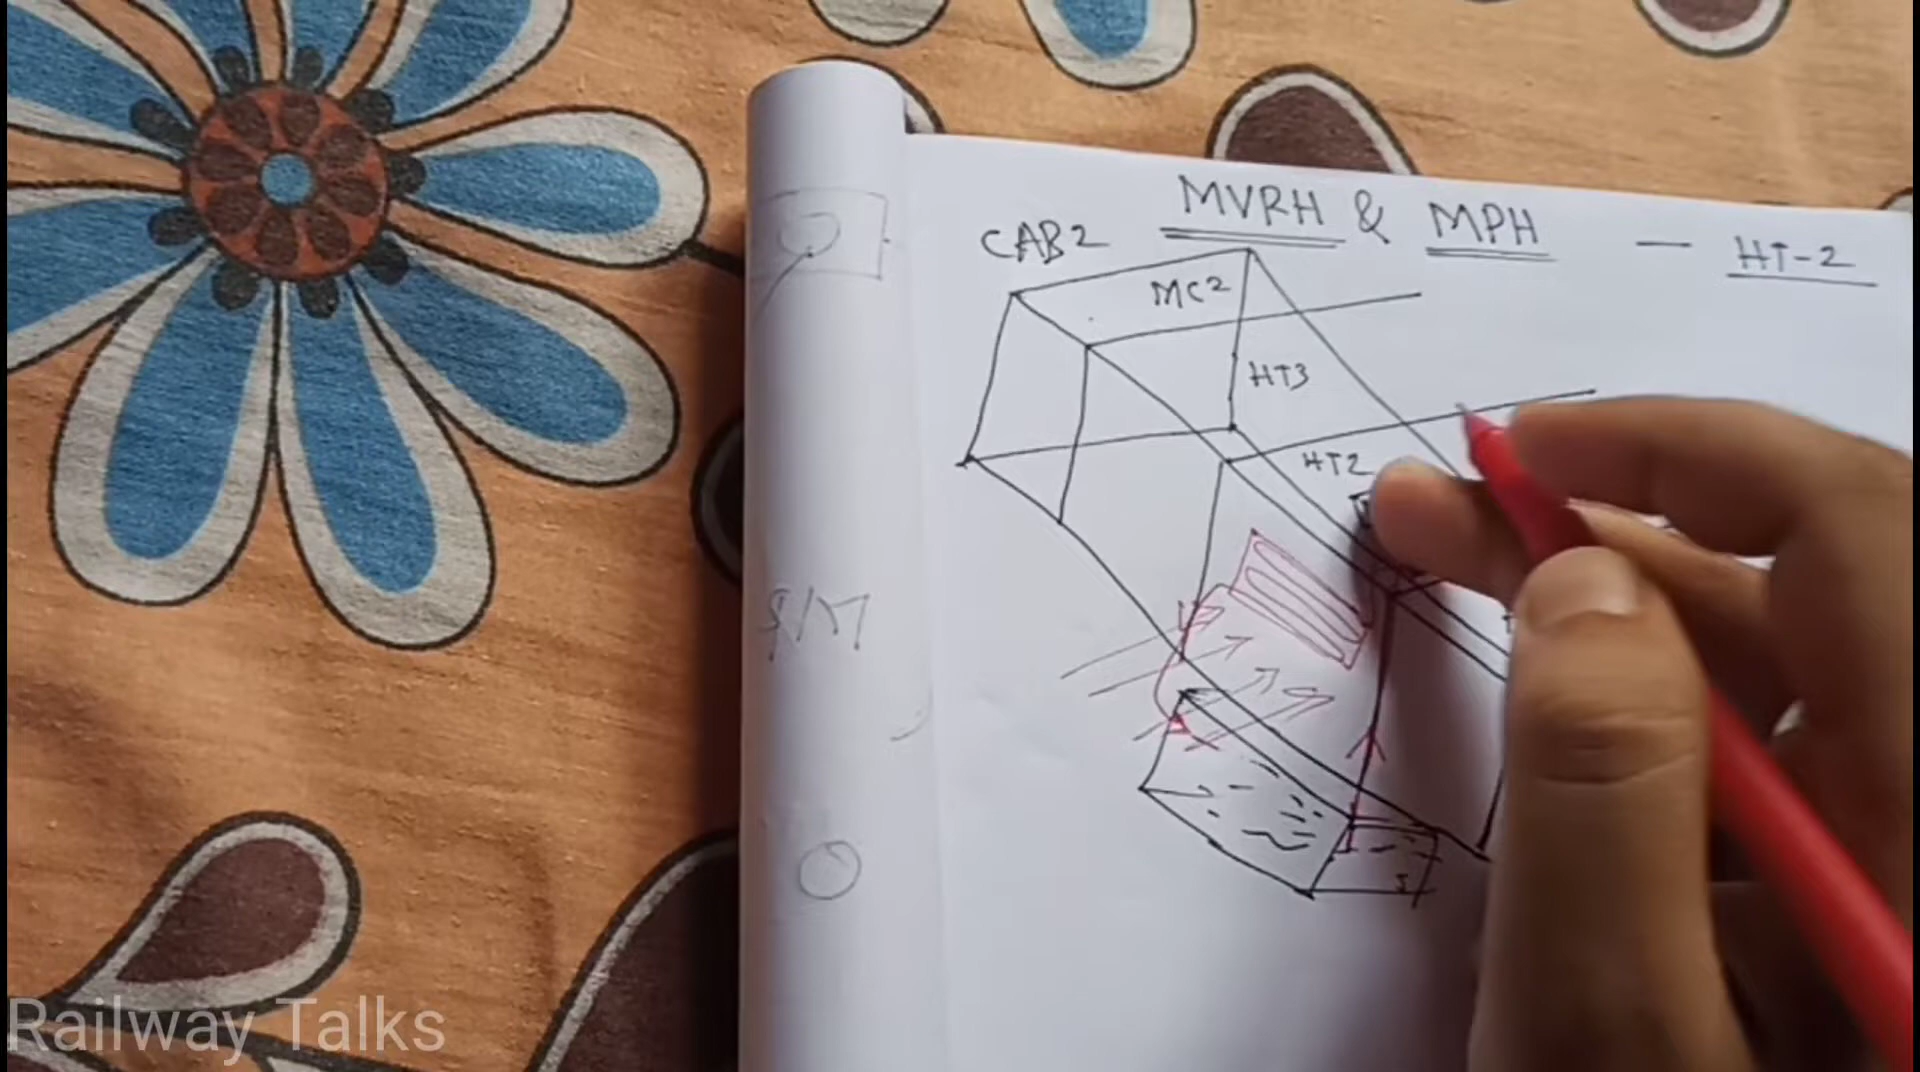 MVRH & MPH — HT-2
CAB2
MC2
HT3
HT2
Railway Talks